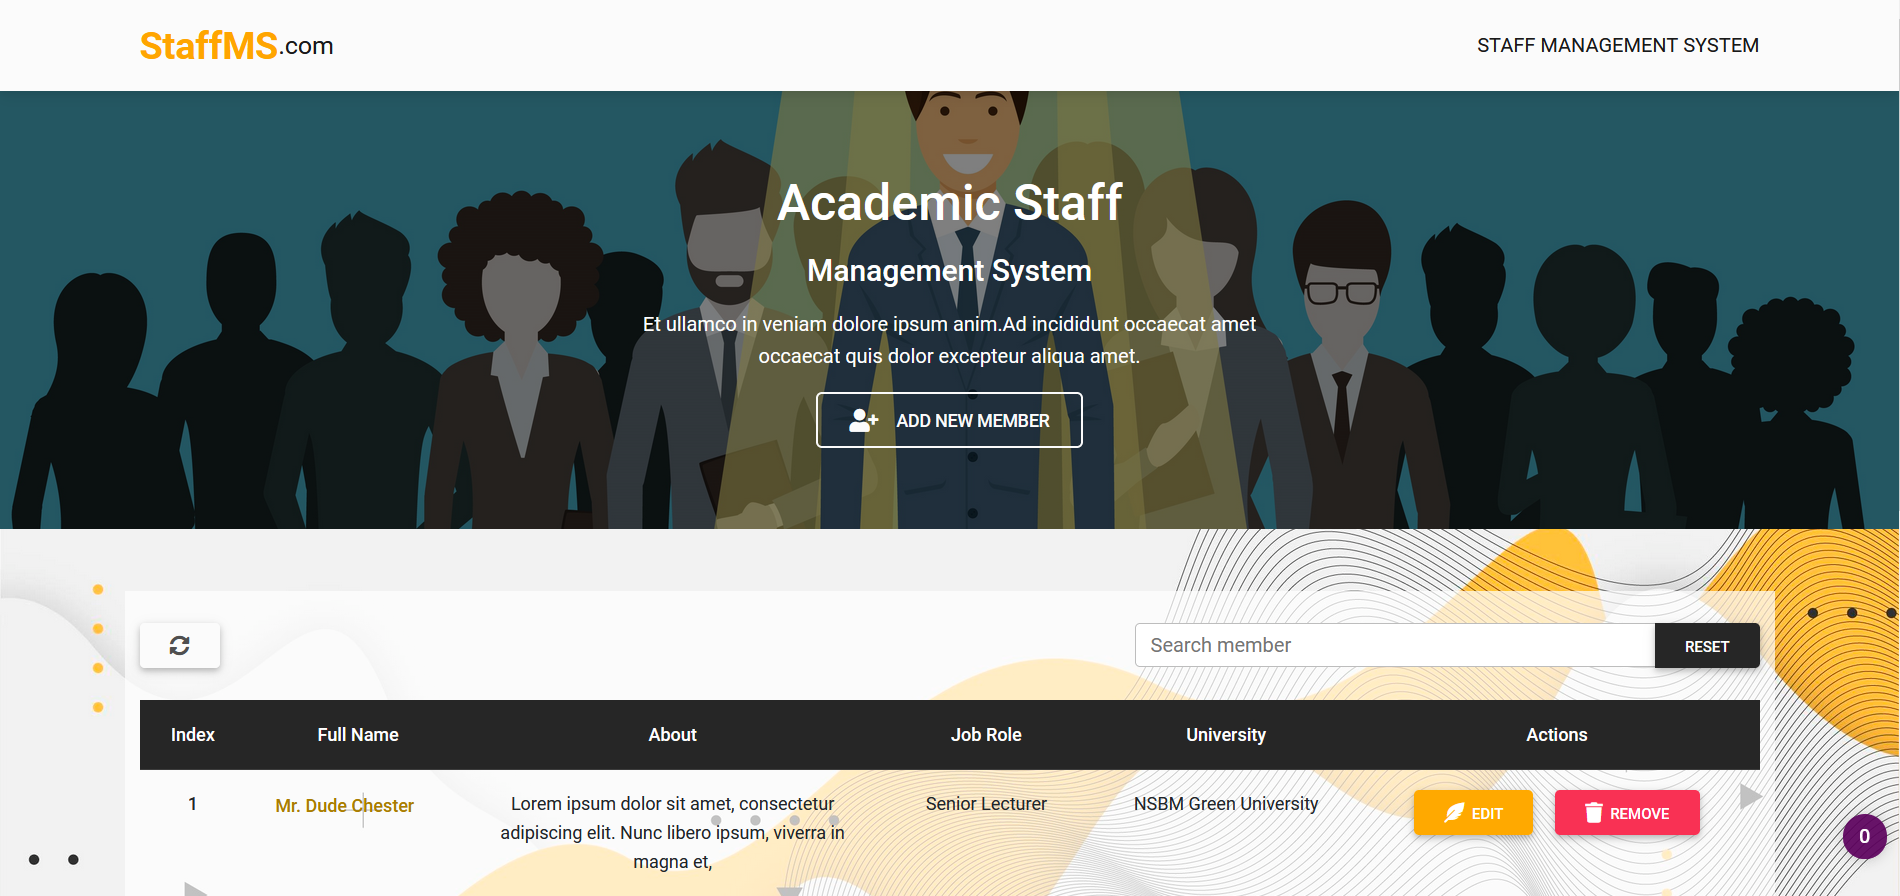 StaffMS.com
STAFF MANAGEMENT SYSTEM
Academic Staff
Management System
Et ullamco in veniam dolore ipsum anim.Ad incididunt occaecat amet
occaecat quis dolor excepteur aliqua amet.
ADD NEW MEMBER
Search member
RESET
Index Full Name About Job Role University Actions
1 Mr. Dude Chester Lorem ipsum dolor sit amet, consectetur Senior Lecturer NSBM Green University EDIT REMOVE
adipiscing elit. Nunc libero ipsum, viverra in
magna et,
0